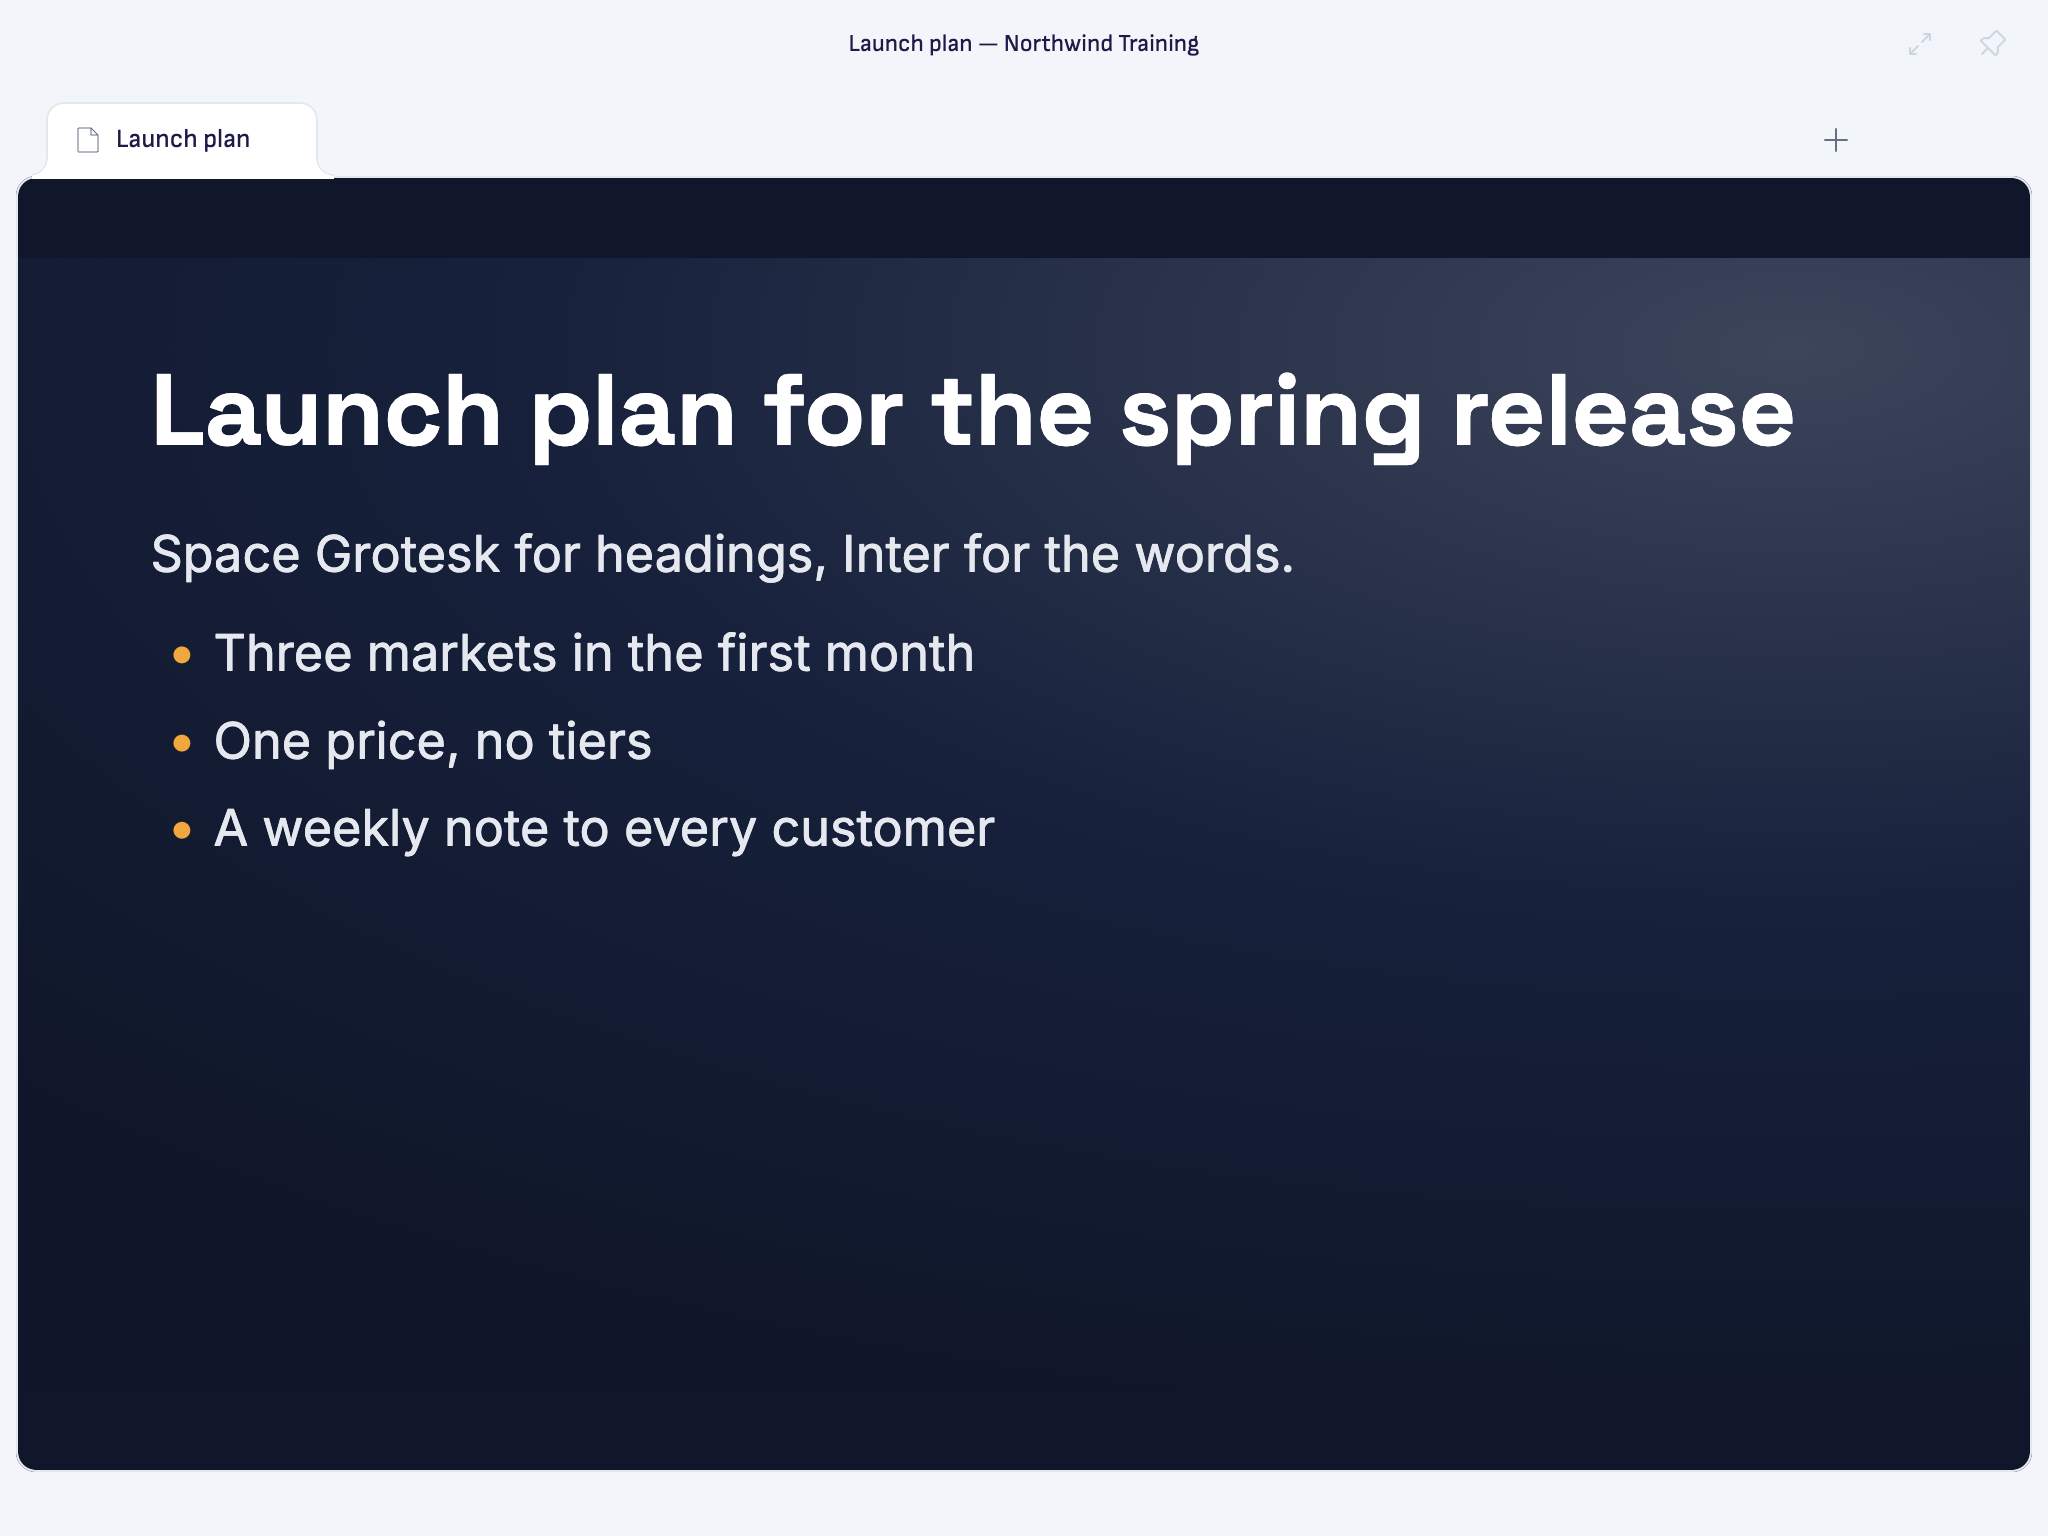 Launch plan — Northwind Training
Launch plan
Launch plan for the spring release
Space Grotesk for headings, Inter for the words.
• Three markets in the first month
• One price, no tiers
• A weekly note to every customer